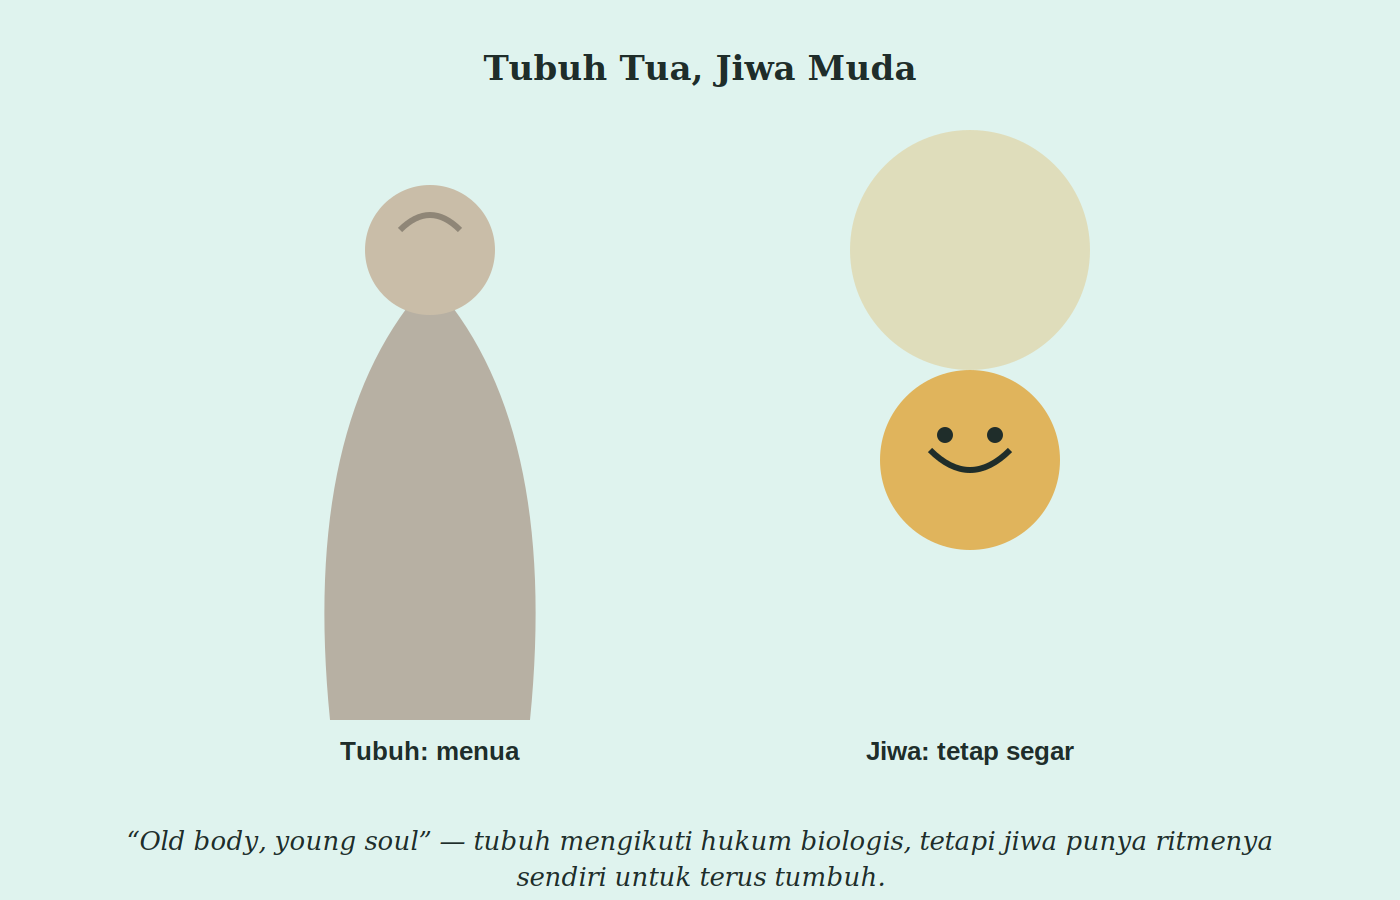 Tubuh Tua, Jiwa Muda
Tubuh: menua
Jiwa: tetap segar
“Old body, young soul” — tubuh mengikuti hukum biologis, tetapi jiwa punya ritmenya
sendiri untuk terus tumbuh.